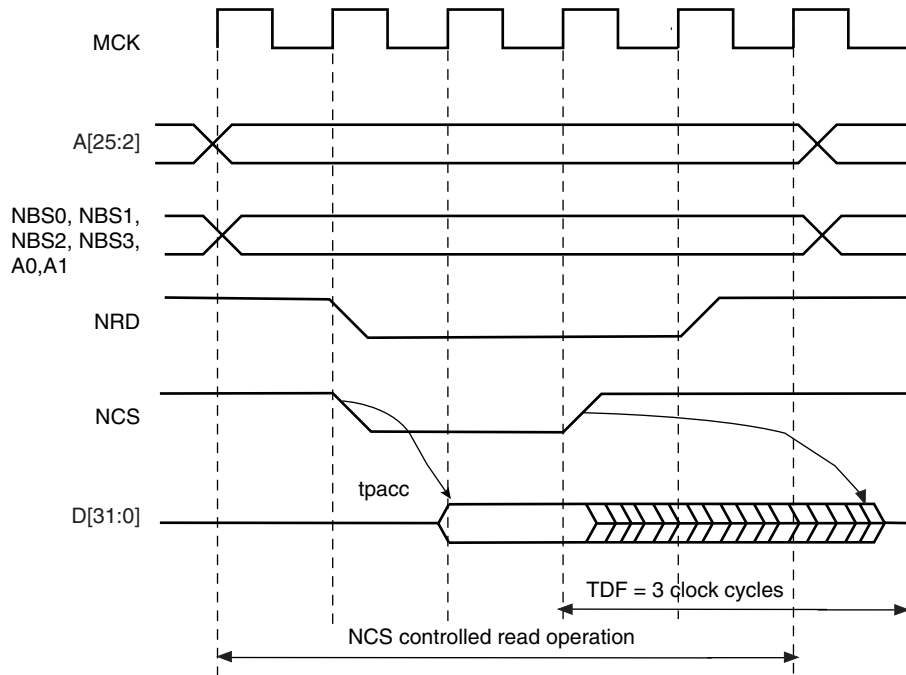 MCK
A[25:2]
NBS0, NBS1,
NBS2, NBS3,
A0,A1
NRD
NCS
tpacc
D[31:0]
TDF = 3 clock cycles
NCS controlled read operation